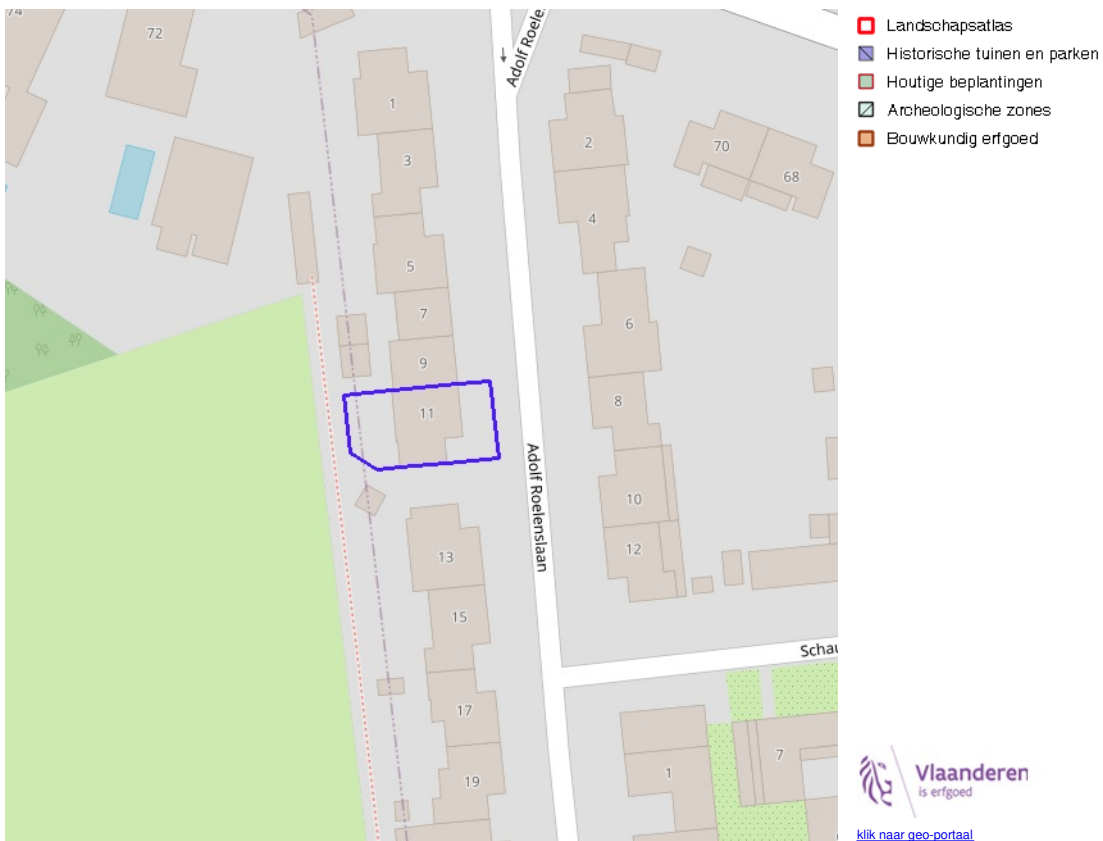 74
72
Adolf Roelen.
1
3
5
7
9
11
2
4
6
8
10
12
70
68
Adolf Roelenslaan
13
15
17
19
Schau
1
7
Landschapsatlas
Historische tuinen en parken
Houtige beplantingen
Archeologische zones
Bouwkundig erfgoed
Vlaanderen
is erfgoed
klik naar geo-portaal